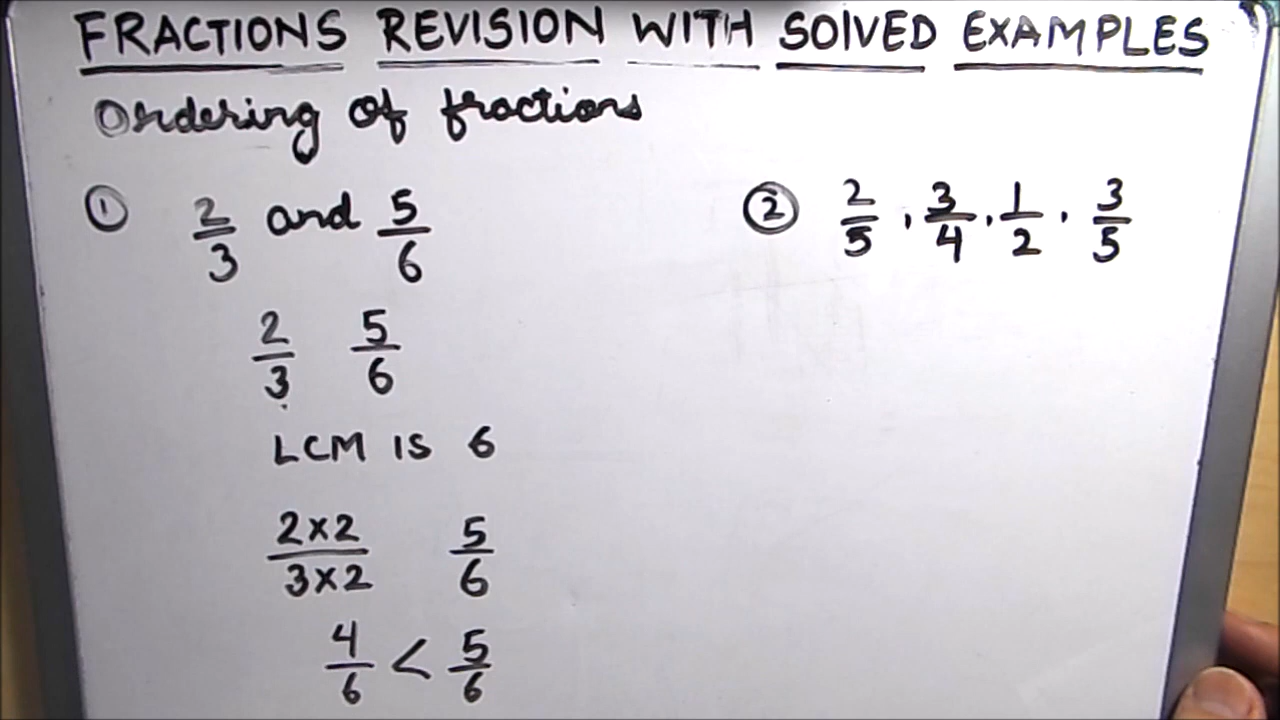 FRACTIONS REVISION WITH SOLVED EXAMPLES
Ordering of fractions
① 2/3 and 5/6
2/3 5/6
LCM IS 6
2×2/3×2 5/6
4/6 < 5/6
② 2/5, 3/4, 1/2, 3/5